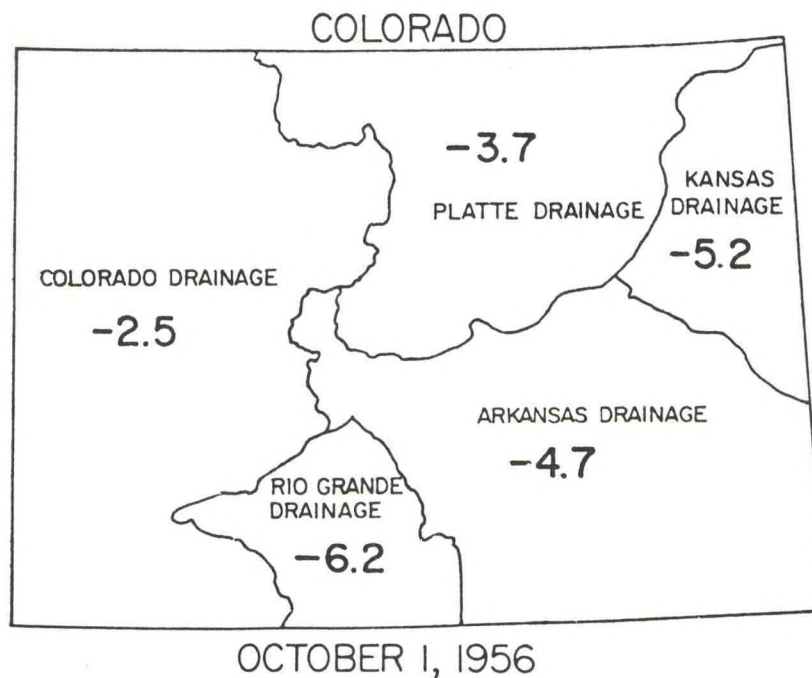 COLORADO
-3.7
PLATTE DRAINAGE
KANSAS
DRAINAGE
-5.2
COLORADO DRAINAGE
-2.5
ARKANSAS DRAINAGE
-4.7
RIO GRANDE
DRAINAGE
-6.2
OCTOBER 1, 1956